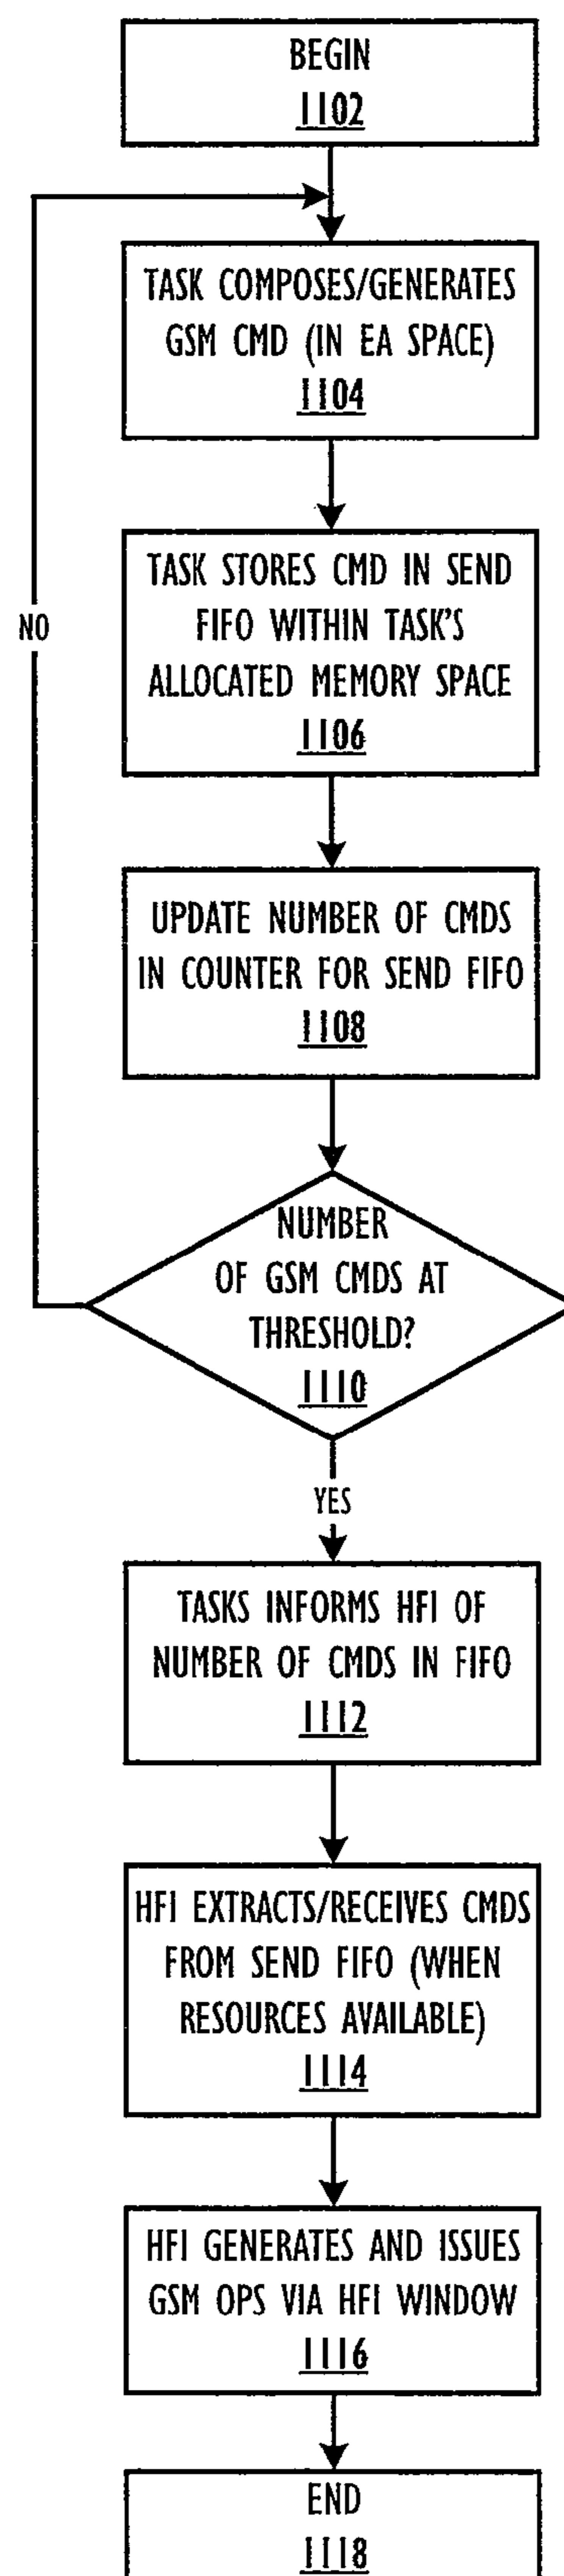 BEGIN
1102
TASK COMPOSES/GENERATES
GSM CMD (IN EA SPACE)
1104
TASK STORES CMD IN SEND
FIFO WITHIN TASK'S
ALLOCATED MEMORY SPACE
1106
NO
UPDATE NUMBER OF CMDS
IN COUNTER FOR SEND FIFO
1108
NUMBER
OF GSM CMDS AT
THRESHOLD?
1110
YES
TASKS INFORMS HFI OF
NUMBER OF CMDS IN FIFO
1112
HFI EXTRACTS/RECEIVES CMDS
FROM SEND FIFO (WHEN
RESOURCES AVAILABLE)
1114
HFI GENERATES AND ISSUES
GSM OPS VIA HFI WINDOW
1116
END
1118